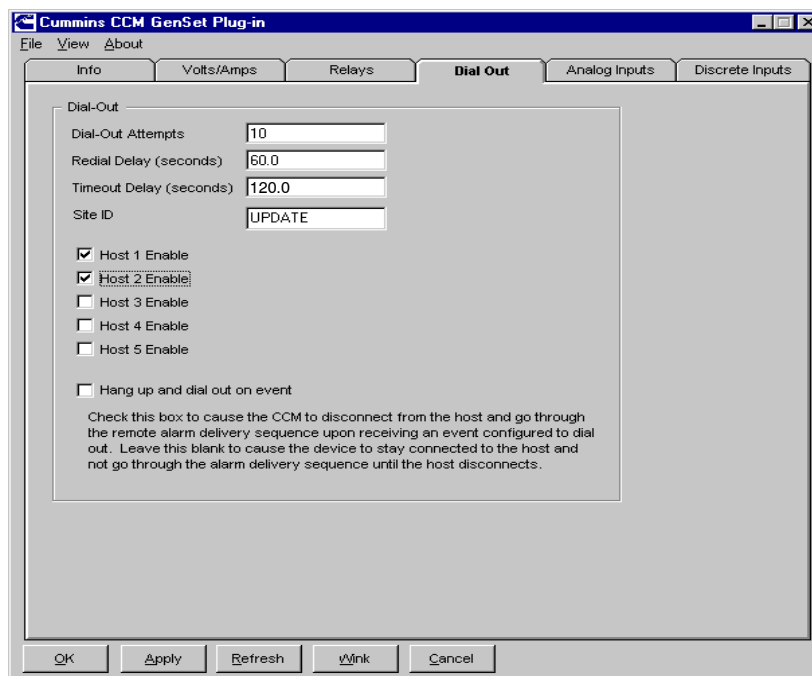 Cummins CCM GenSet Plug-in
File View About
Info Volts/Amps Relays Dial Out Analog Inputs Discrete Inputs
Dial-Out
Dial-Out Attempts 10
Redial Delay (seconds) 60.0
Timeout Delay (seconds) 120.0
Site ID UPDATE
Host 1 Enable
Host 2 Enable
Host 3 Enable
Host 4 Enable
Host 5 Enable
Hang up and dial out on event
Check this box to cause the CCM to disconnect from the host and go through
the remote alarm delivery sequence upon receiving an event configured to dial
out. Leave this blank to cause the device to stay connected to the host and
not go through the alarm delivery sequence until the host disconnects.
OK Apply Refresh Wink Cancel